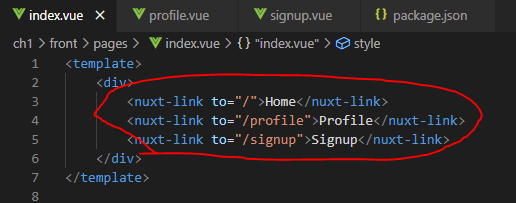 index.vue × profile.vue signup.vue package.json
ch1 > front > pages > index.vue > {} "index.vue" > style
1 <template>
2 <div>
3 <nuxt-link to="/">Home</nuxt-link>
4 <nuxt-link to="/profile">Profile</nuxt-link>
5 <nuxt-link to="/signup">Signup</nuxt-link>
6 </div>
7 </template>
8